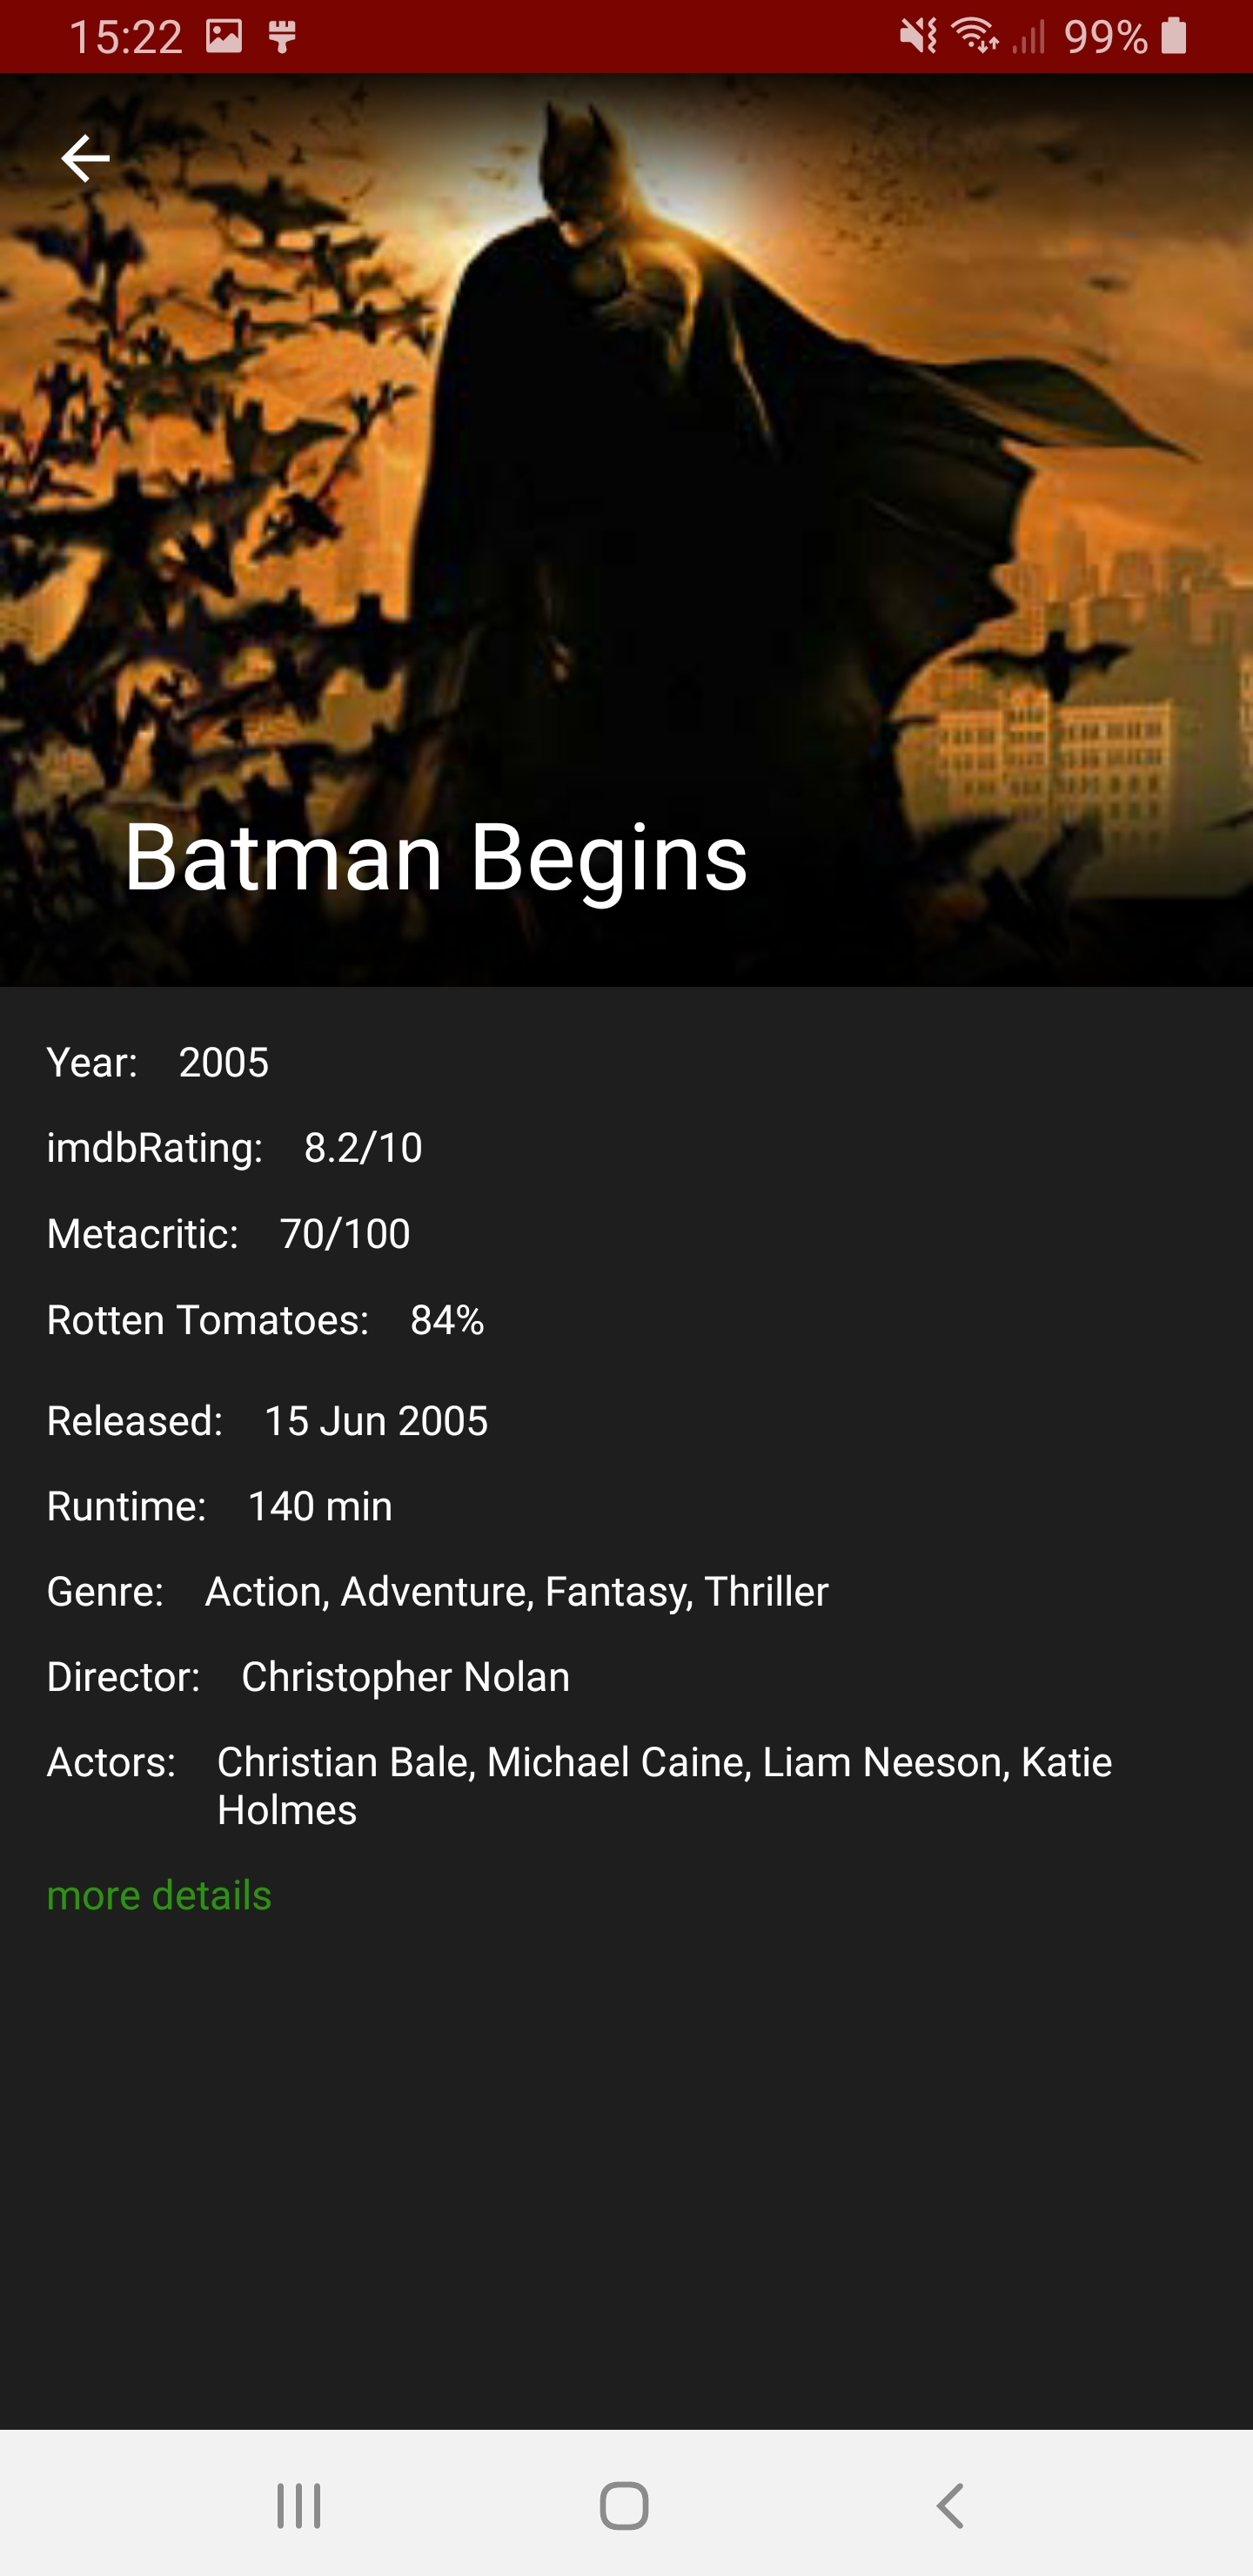 15:22 99%
Batman Begins
Year: 2005
imdbRating: 8.2/10
Metacritic: 70/100
Rotten Tomatoes: 84%
Released: 15 Jun 2005
Runtime: 140 min
Genre: Action, Adventure, Fantasy, Thriller
Director: Christopher Nolan
Actors: Christian Bale, Michael Caine, Liam Neeson, Katie
Holmes
more details